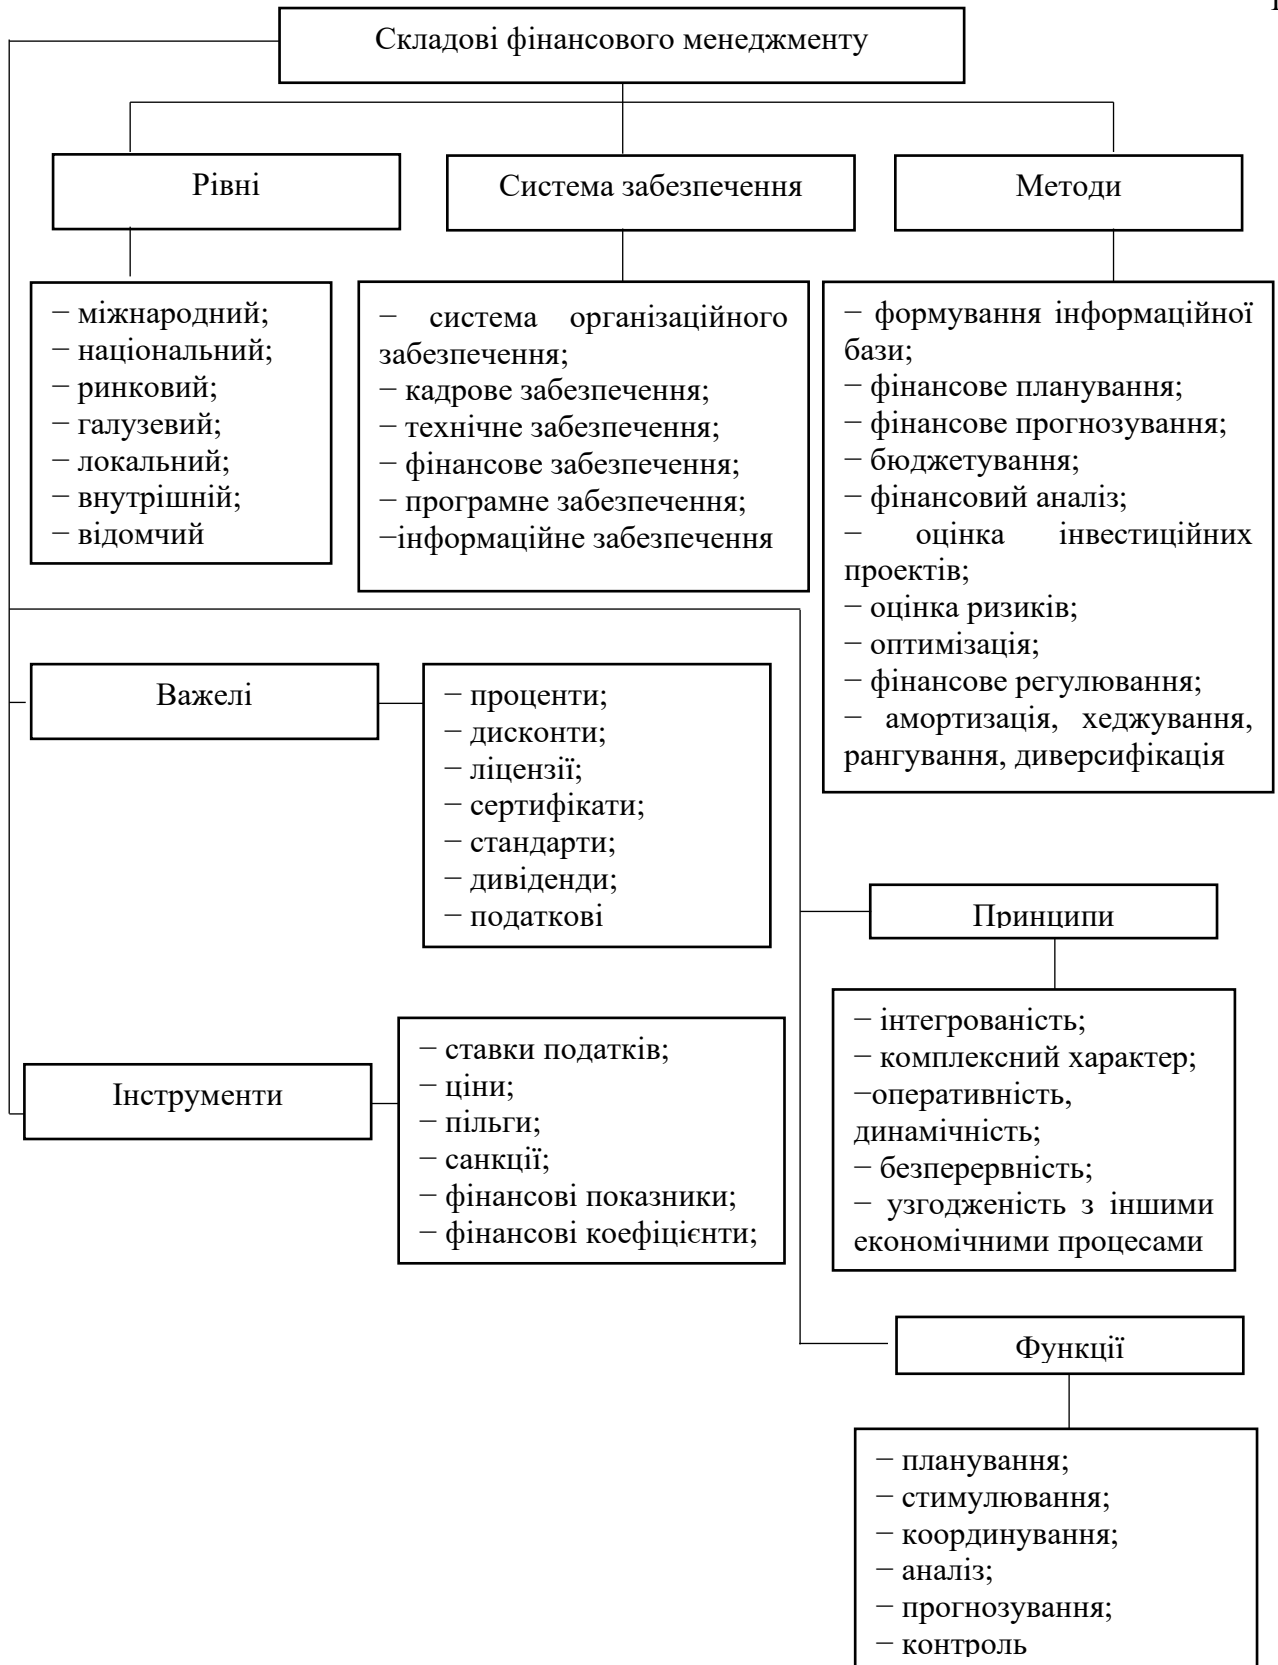 Складові фінансового менеджменту
Рівні
Система забезпечення
Методи
− міжнародний;
− національний;
− ринковий;
− галузевий;
− локальний;
− внутрішній;
− відомчий
− система організаційного
забезпечення;
− кадрове забезпечення;
− технічне забезпечення;
− фінансове забезпечення;
− програмне забезпечення;
−інформаційне забезпечення
− формування інформаційної
бази;
− фінансове планування;
− фінансове прогнозування;
− бюджетування;
− фінансовий аналіз;
− оцінка інвестиційних
проектів;
− оцінка ризиків;
− оптимізація;
− фінансове регулювання;
− амортизація, хеджування,
рангування, диверсифікація
Важелі
− проценти;
− дисконти;
− ліцензії;
− сертифікати;
− стандарти;
− дивіденди;
− податкові
Інструменти
− ставки податків;
− ціни;
− пільги;
− санкції;
− фінансові показники;
− фінансові коефіцієнти;
Принципи
− інтегрованість;
− комплексний характер;
−оперативність,
динамічність;
− безперервність;
− узгодженість з іншими
економічними процесами
Функції
− планування;
− стимулювання;
− координування;
− аналіз;
− прогнозування;
− контроль